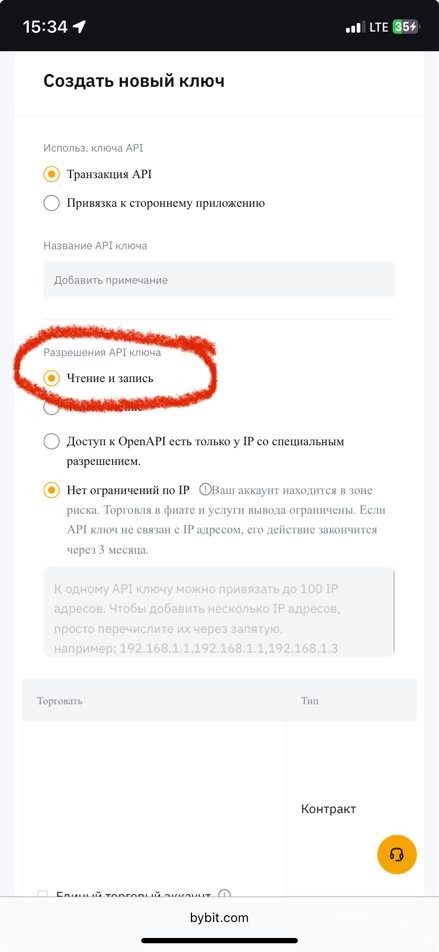 15:34
LTE 35
Создать новый ключ
Использ. ключа API
Транзакция API
Привязка к стороннему приложению
Название API ключа
Добавить примечание
Разрешения API ключа
Чтение и запись
Доступ к OpenAPI есть только у IP со специальным
разрешением.
Нет ограничений по IP Ваш аккаунт находится в зоне
риска. Торговля в фиате и услуги вывода ограничены. Если
API ключ не связан с IP адресом, его действие закончится
через 3 месяца.
К одному API ключу можно привязать до 100 IP
адресов. Чтобы добавить несколько IP адресов,
просто перечислите их через запятую.
например: 192.168.1.1,192.168.1.1,192.168.1.3
Торговать Тип
Контракт
Единый торговый аккаунт
bybit.com